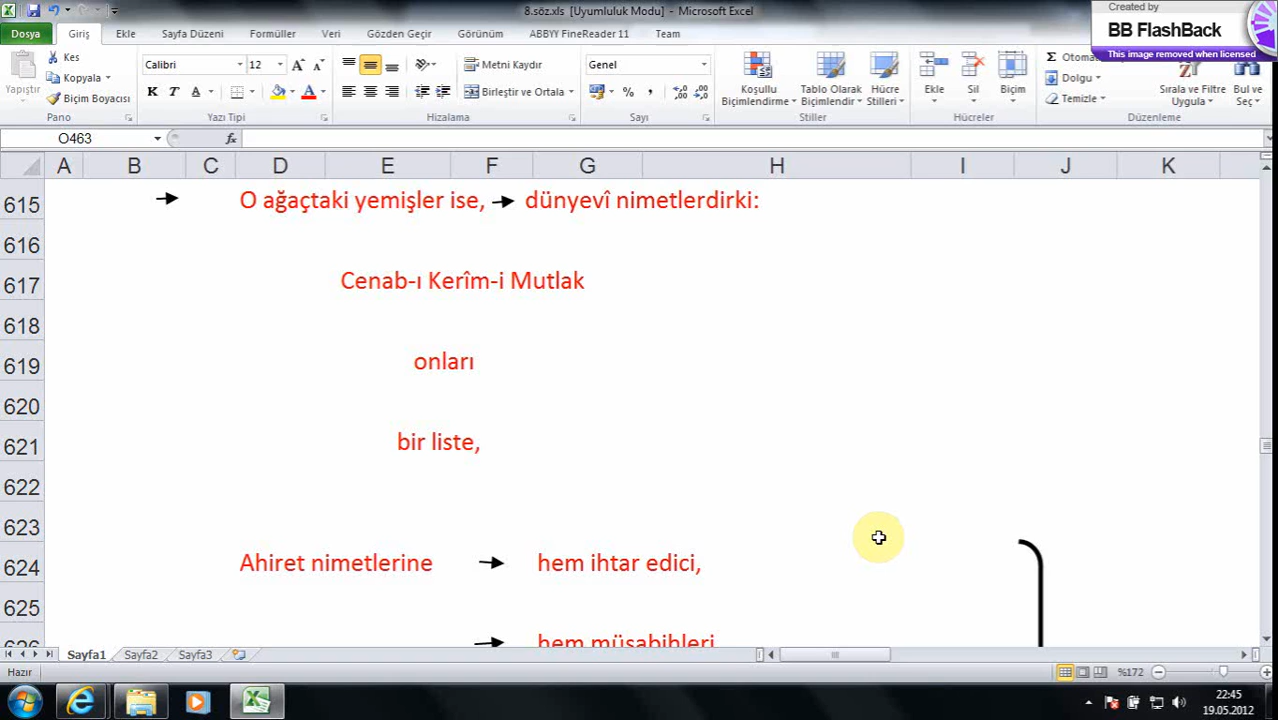 8.söz.xls [Uyumluluk Modu] - Microsoft Excel
Created by
BB FlashBack
This image removed when licensed
Dosya Giriş Ekle Sayfa Düzeni Formüller Veri Gözden Geçir Görünüm ABBYY FineReader 11 Team
Yapıştır
Kes
Kopyala
Biçim Boyacısı
Pano
Calibri 12
K T A
Yazı Tipi
Metni Kaydır
Birleştir ve Ortala
Hizalama
Genel
Sayı
Koşullu Biçimlendirme
Tablo Olarak Biçimlendir
Hücre Stilleri
Stiller
Ekle Sil Biçim
Hücreler
Σ Otoma
Dolgu
Temizle
Sırala ve Filtre Uygula
Bul ve Seç
Düzenleme
O463 fx
A B C D E F G H I J K
615 O ağaçtaki yemişler ise, dünyevî nimetlerdirki:
616
617 Cenab-ı Kerîm-i Mutlak
618
619 onları
620
621 bir liste,
622
623
624 Ahiret nimetlerine hem ihtar edici,
625
626 hem müşabihleri
Sayfa1 Sayfa2 Sayfa3
Hazır %172
22:45
19.05.2012